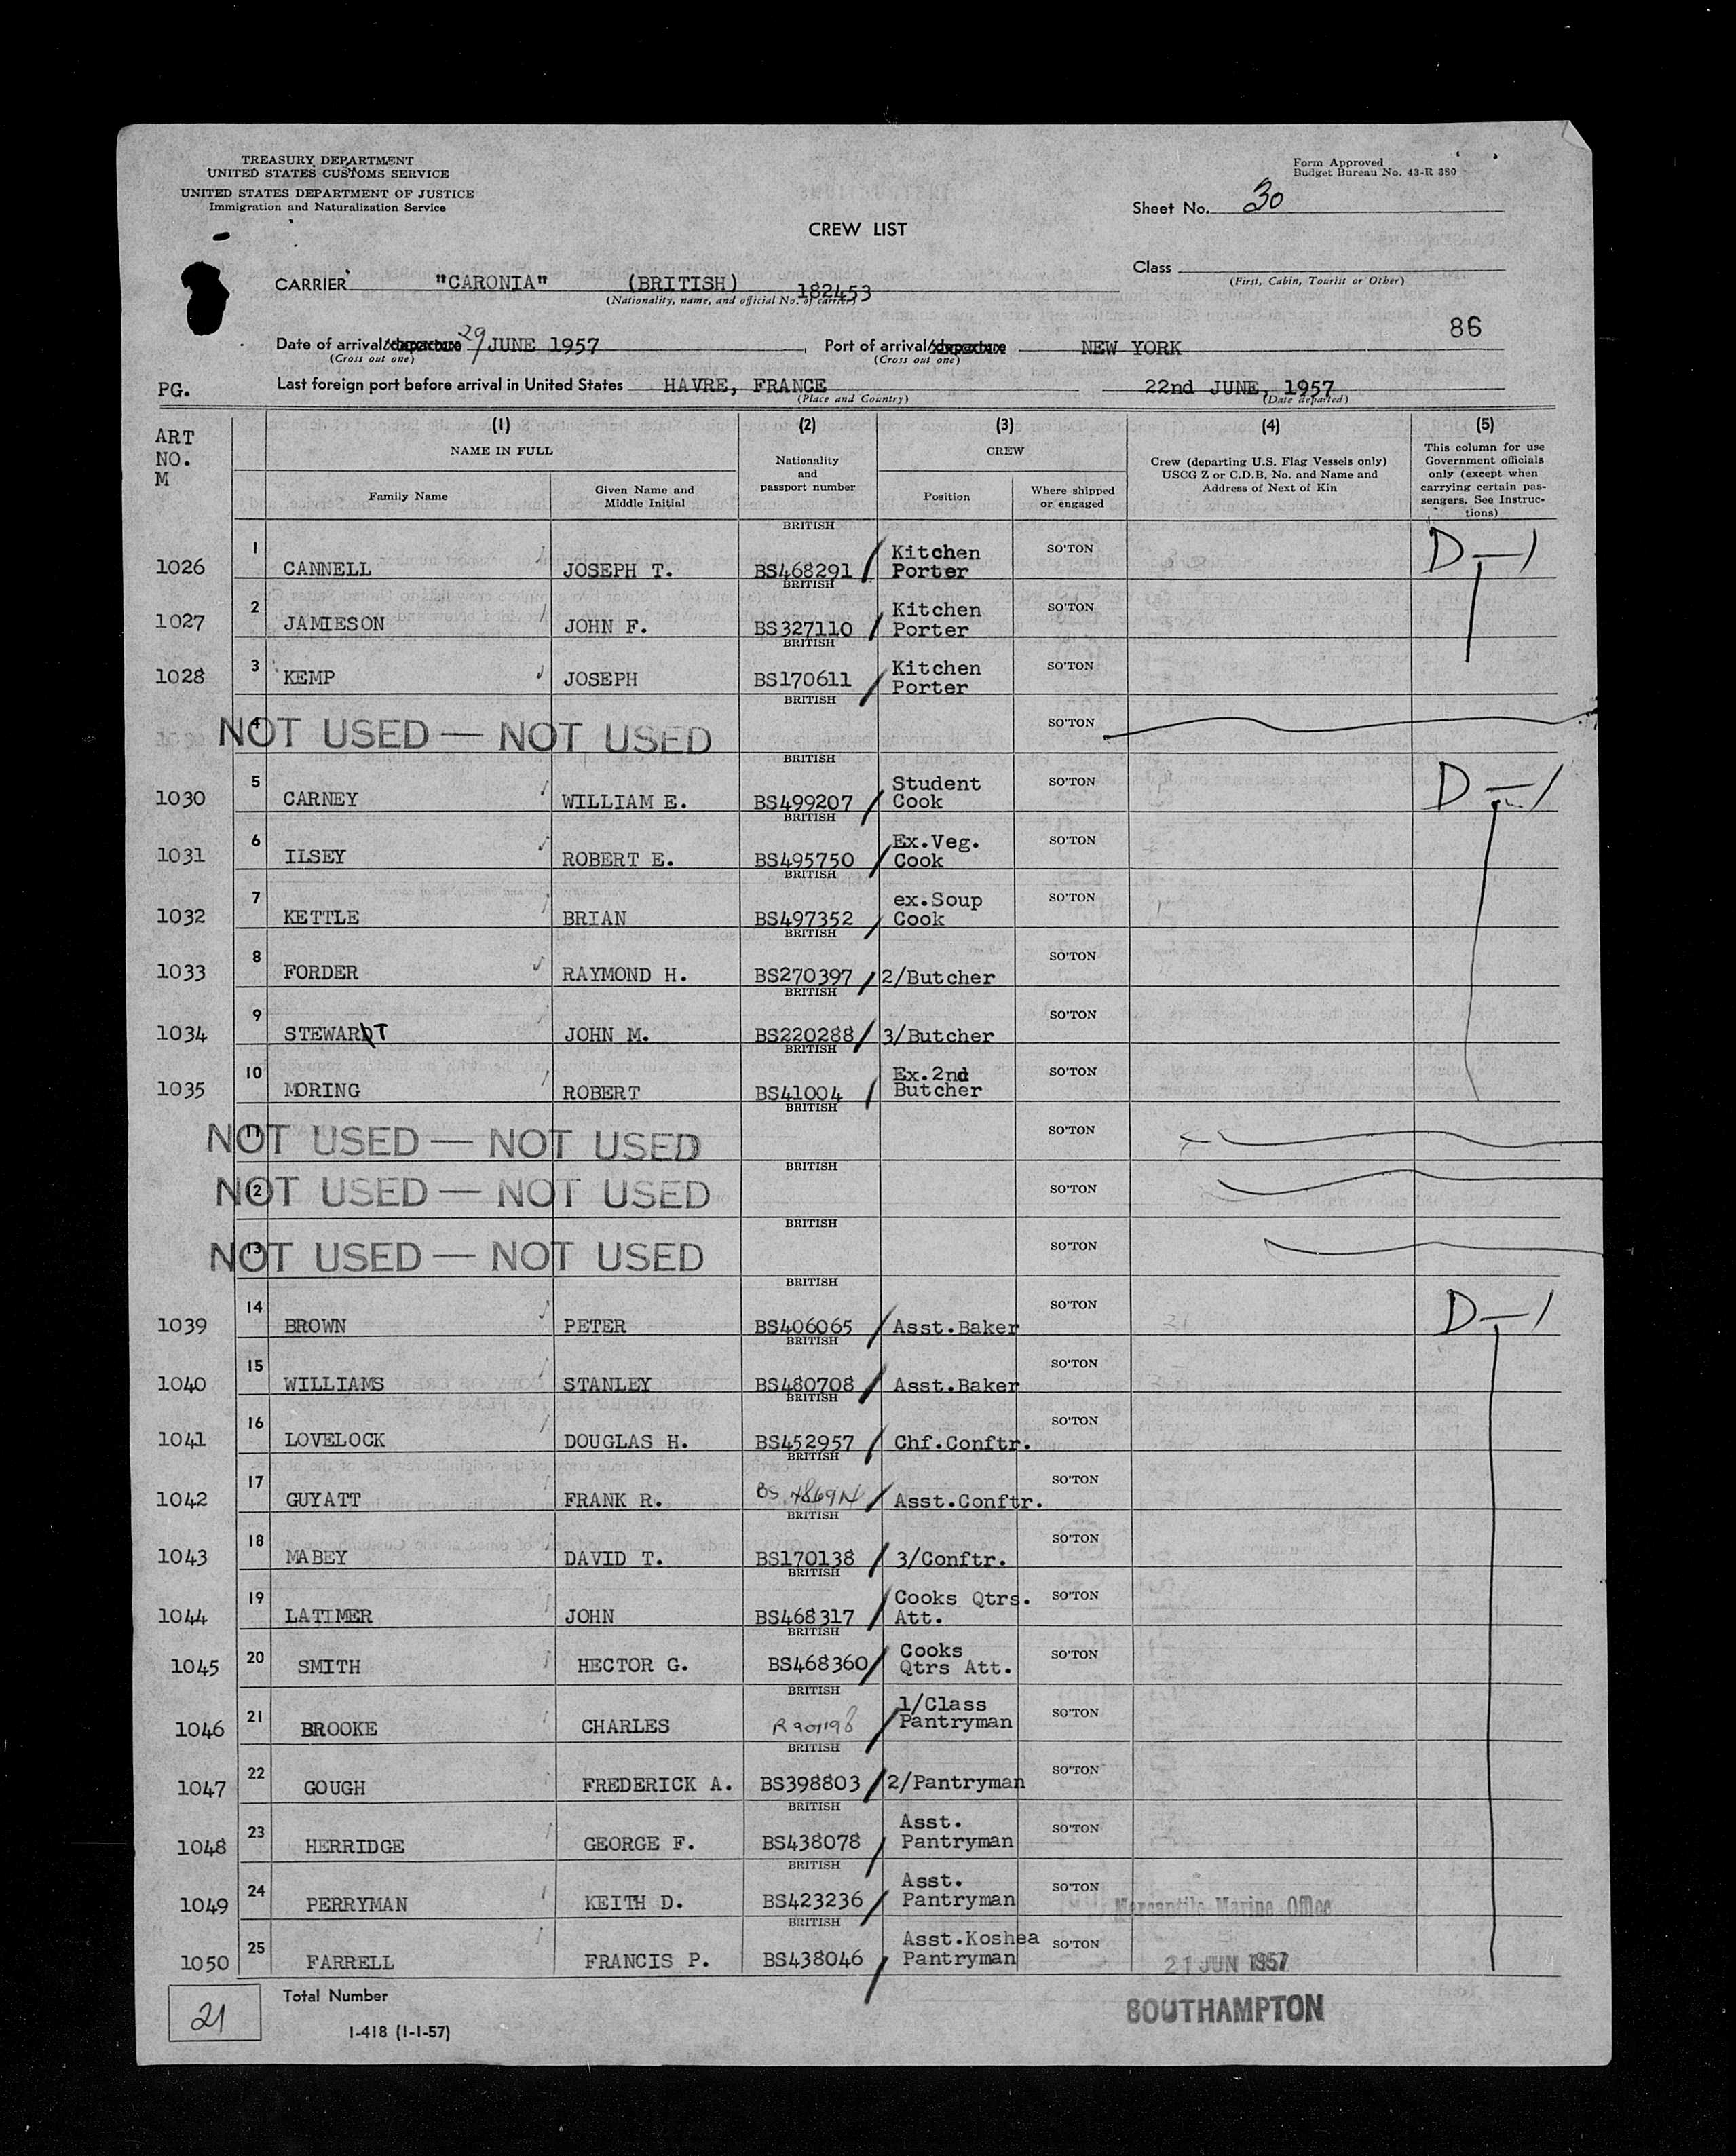 TREASURY DEPARTMENT
UNITED STATES CUSTOMS SERVICE
UNITED STATES DEPARTMENT OF JUSTICE
Immigration and Naturalization Service
Form Approved
Budget Bureau No. 43-R 380
Sheet No. 30
CREW LIST
Class
(First, Cabin, Tourist or Other)
CARRIER "CARONIA" (BRITISH) 182453
(Nationality, name, and official No. of carrier)
86
Date of arrival/departure 29 JUNE 1957, Port of arrival/departure NEW YORK
(Cross out one) (Cross out one)
PG. Last foreign port before arrival in United States HAVRE, FRANCE 22nd JUNE, 1957
(Place and Country) (Date departed)
ART
NO.
M
(1) (2) (3) (4) (5)
NAME IN FULL
Family Name
Given Name and
Middle Initial
Nationality
and
passport number
CREW
Position
Where shipped
or engaged
Crew (departing U.S. Flag Vessels only)
USCG Z or C.D.B. No. and Name and
Address of Next of Kin
This column for use
Government officials
only (except when
carrying certain pas-
sengers. See Instruc-
tions)
BRITISH
1026 1 CANNELL JOSEPH T. BS468291 / Kitchen Porter SO'TON D-1
BRITISH
1027 2 JAMIESON JOHN F. BS327110 / Kitchen Porter SO'TON
BRITISH
1028 3 KEMP JOSEPH BS170611 / Kitchen Porter SO'TON
BRITISH
4 NOT USED — NOT USED SO'TON
BRITISH
1030 5 CARNEY WILLIAM E. BS499207 / Student Cook SO'TON D-1
BRITISH
1031 6 ILSEY ROBERT E. BS495750 / Ex.Veg. Cook SO'TON
BRITISH
1032 7 KETTLE BRIAN BS497352 / ex.Soup Cook SO'TON
BRITISH
1033 8 FORDER RAYMOND H. BS270397 / 2/Butcher SO'TON
BRITISH
1034 9 STEWART JOHN M. BS220288 / 3/Butcher SO'TON
BRITISH
1035 10 MORING ROBERT BS41004 / Ex.2nd Butcher SO'TON
BRITISH
11 NOT USED — NOT USED SO'TON
BRITISH
12 NOT USED — NOT USED SO'TON
BRITISH
13 NOT USED — NOT USED SO'TON
BRITISH
1039 14 BROWN PETER BS406065 / Asst.Baker SO'TON D-1
BRITISH
1040 15 WILLIAMS STANLEY BS480708 / Asst.Baker SO'TON
BRITISH
1041 16 LOVELOCK DOUGLAS H. BS452957 / Chf.Conftr. SO'TON
BRITISH
1042 17 GUYATT FRANK R. BS / Asst.Conftr. SO'TON
BRITISH
1043 18 MABEY DAVID T. BS170138 / 3/Conftr. SO'TON
BRITISH
1044 19 LATIMER JOHN BS468317 / Cooks Qtrs. Att. SO'TON
BRITISH
1045 20 SMITH HECTOR G. BS468360 / Cooks Qtrs Att. SO'TON
BRITISH
1046 21 BROOKE CHARLES / 1/Class Pantryman SO'TON
BRITISH
1047 22 GOUGH FREDERICK A. BS398803 / 2/Pantryman SO'TON
BRITISH
1048 23 HERRIDGE GEORGE F. BS438078 / Asst. Pantryman SO'TON
BRITISH
1049 24 PERRYMAN KEITH D. BS423236 / Asst. Pantryman SO'TON
BRITISH
1050 25 FARRELL FRANCIS P. BS438046 / Asst.Koshea Pantryman SO'TON
Mercantile Marine Office
21 JUN 1957
SOUTHAMPTON
21 Total Number
I-418 (1-1-57)